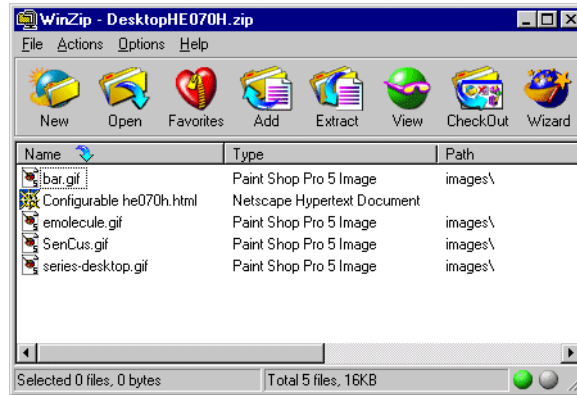 WinZip - DesktopHE070H.zip
File Actions Options Help
New Open Favorites Add Extract View CheckOut Wizard
Name Type Path
bar.gif Paint Shop Pro 5 Image images\
Configurable he070h.html Netscape Hypertext Document
emolecule.gif Paint Shop Pro 5 Image images\
SenCus.gif Paint Shop Pro 5 Image images\
series-desktop.gif Paint Shop Pro 5 Image images\
Selected 0 files, 0 bytes Total 5 files, 16KB